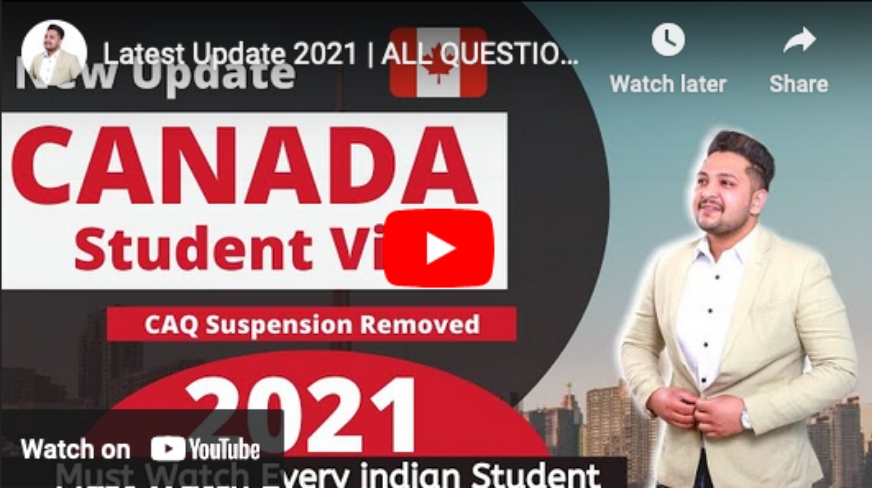 Latest Update 2021 | ALL QUESTIO...
New Update
Watch later
Share
CANADA
Student Vi
CAQ Suspension Removed
2021
Watch on YouTube
Must Watch Every indian Student